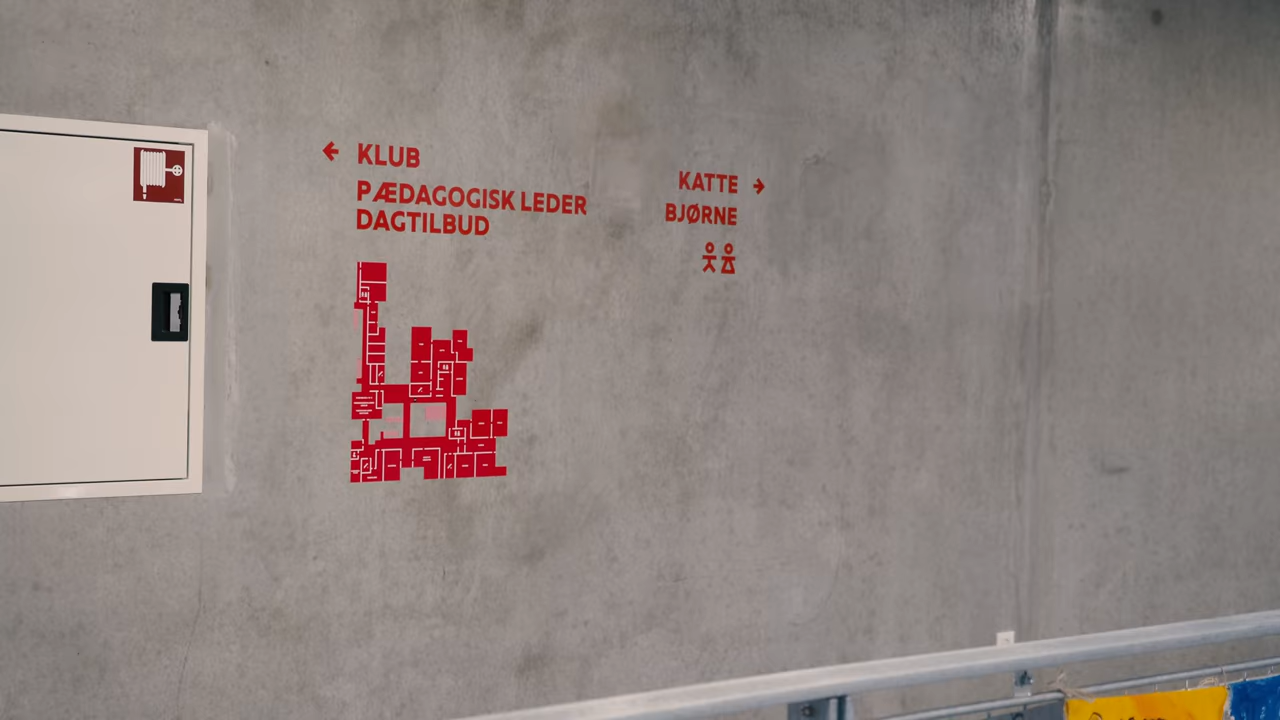 ← KLUB
PÆDAGOGISK LEDER
DAGTILBUD
KATTE →
BJØRNE